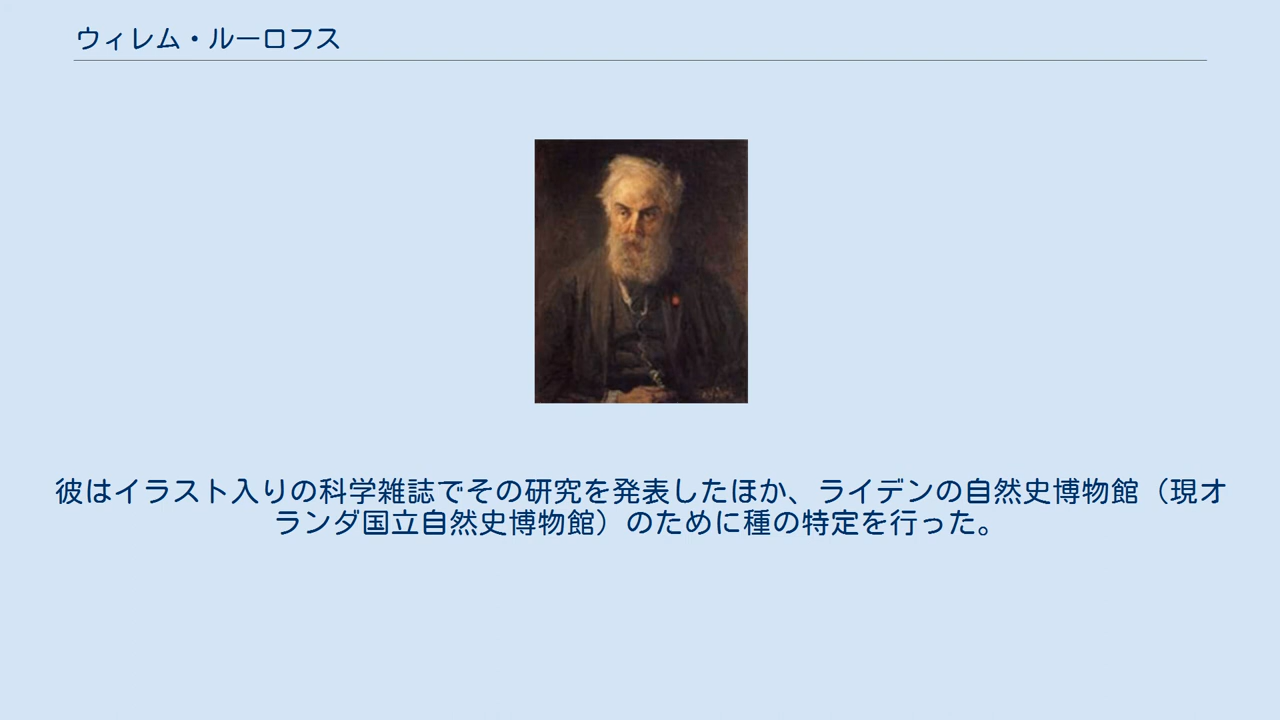 ウィレム・ルーロフス
彼はイラスト入りの科学雑誌でその研究を発表したほか、ライデンの自然史博物館（現オ
ランダ国立自然史博物館）のために種の特定を行った。